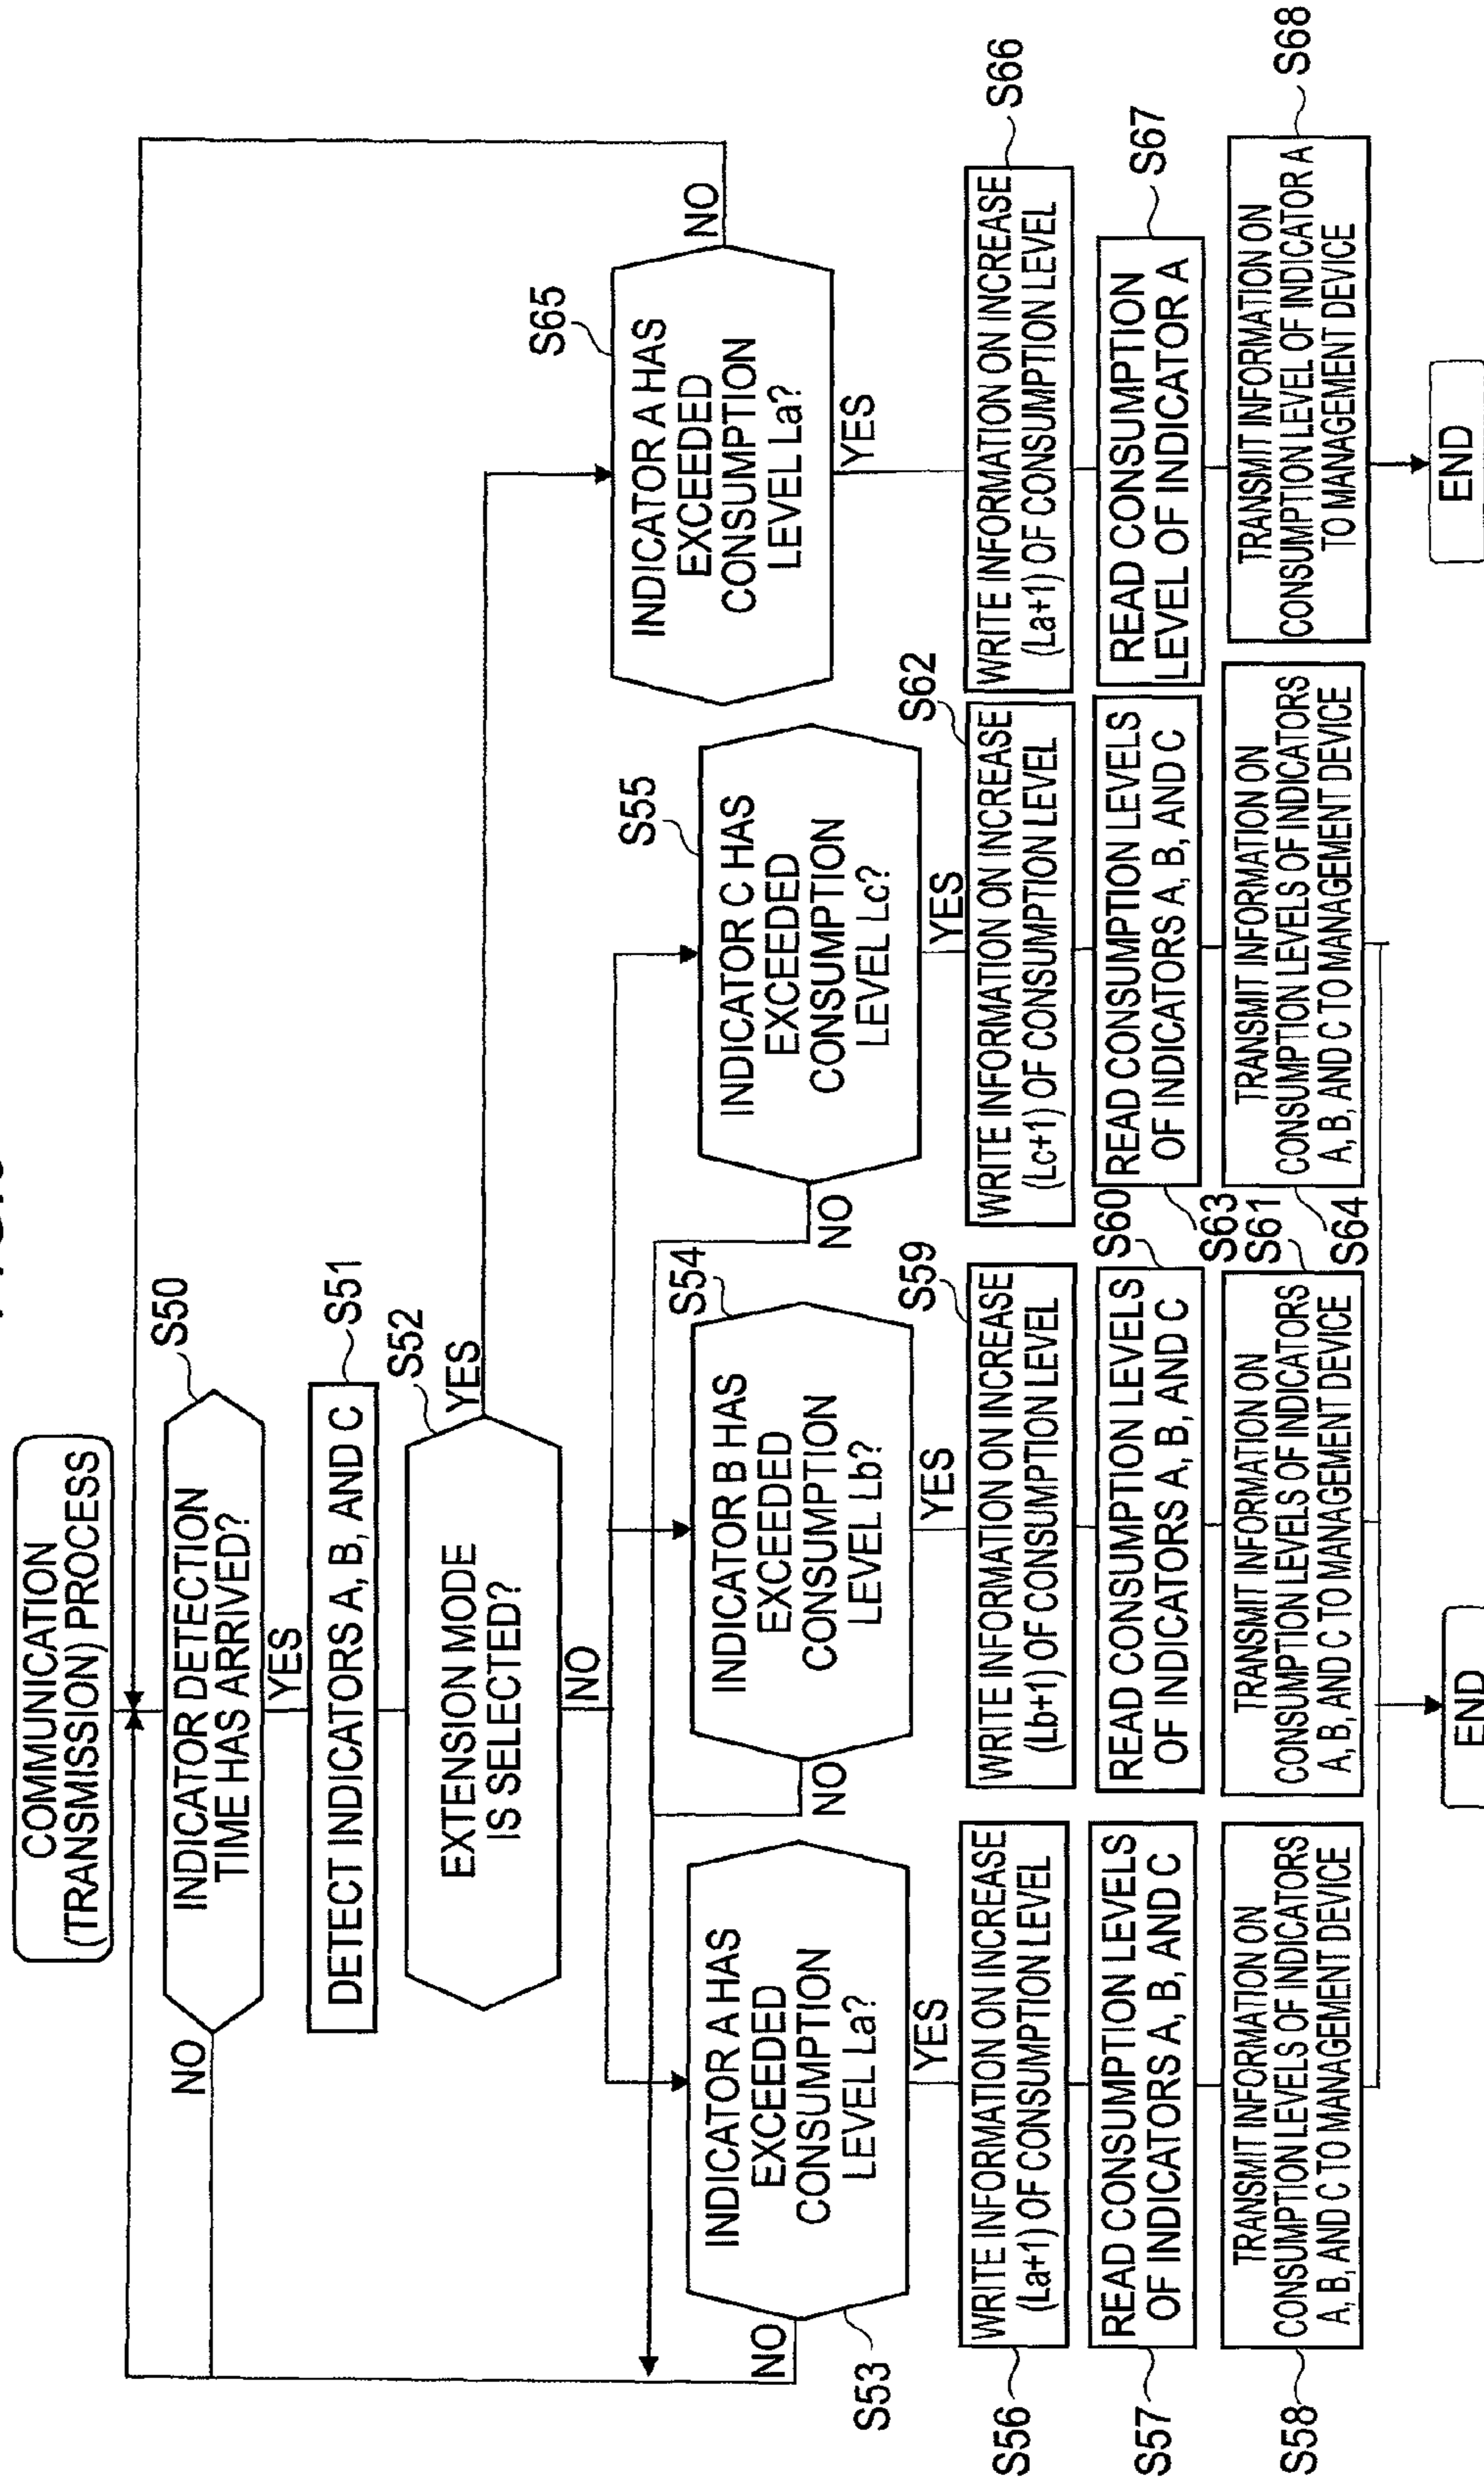 COMMUNICATION
(TRANSMISSION) PROCESS
S50
INDICATOR DETECTION
TIME HAS ARRIVED?
NO
YES
S51
DETECT INDICATORS A, B, AND C
S52
EXTENSION MODE
IS SELECTED?
YES
NO
S53
INDICATOR A HAS
EXCEEDED
CONSUMPTION
LEVEL La?
NO
YES
S54
INDICATOR B HAS
EXCEEDED
CONSUMPTION
LEVEL Lb?
NO
YES
S55
INDICATOR C HAS
EXCEEDED
CONSUMPTION
LEVEL Lc?
NO
YES
S65
INDICATOR A HAS
EXCEEDED
CONSUMPTION
LEVEL La?
NO
YES
S56
WRITE INFORMATION ON INCREASE
(La+1) OF CONSUMPTION LEVEL
S59
WRITE INFORMATION ON INCREASE
(Lb+1) OF CONSUMPTION LEVEL
S62
WRITE INFORMATION ON INCREASE
(Lc+1) OF CONSUMPTION LEVEL
S66
WRITE INFORMATION ON INCREASE
(La+1) OF CONSUMPTION LEVEL
S57
READ CONSUMPTION LEVELS
OF INDICATORS A, B, AND C
S60
READ CONSUMPTION LEVELS
OF INDICATORS A, B, AND C
S63
READ CONSUMPTION LEVELS
OF INDICATORS A, B, AND C
S67
READ CONSUMPTION
LEVEL OF INDICATOR A
S58
TRANSMIT INFORMATION ON
CONSUMPTION LEVELS OF INDICATORS
A, B, AND C TO MANAGEMENT DEVICE
S61
TRANSMIT INFORMATION ON
CONSUMPTION LEVELS OF INDICATORS
A, B, AND C TO MANAGEMENT DEVICE
S64
TRANSMIT INFORMATION ON
CONSUMPTION LEVELS OF INDICATORS
A, B, AND C TO MANAGEMENT DEVICE
S68
TRANSMIT INFORMATION ON
CONSUMPTION LEVEL OF INDICATOR A
TO MANAGEMENT DEVICE
END
END